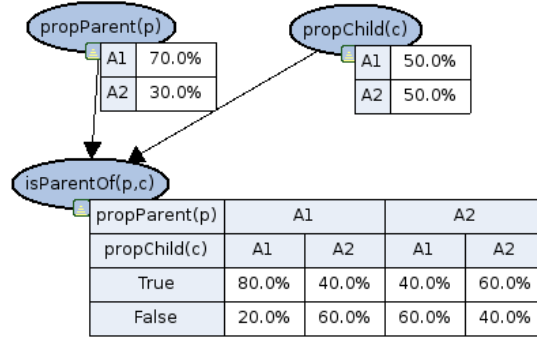 propParent(p)
A1 70.0%
A2 30.0%
propChild(c)
A1 50.0%
A2 50.0%
isParentOf(p,c)
propParent(p) A1 A2
propChild(c) A1 A2 A1 A2
True 80.0% 40.0% 40.0% 60.0%
False 20.0% 60.0% 60.0% 40.0%